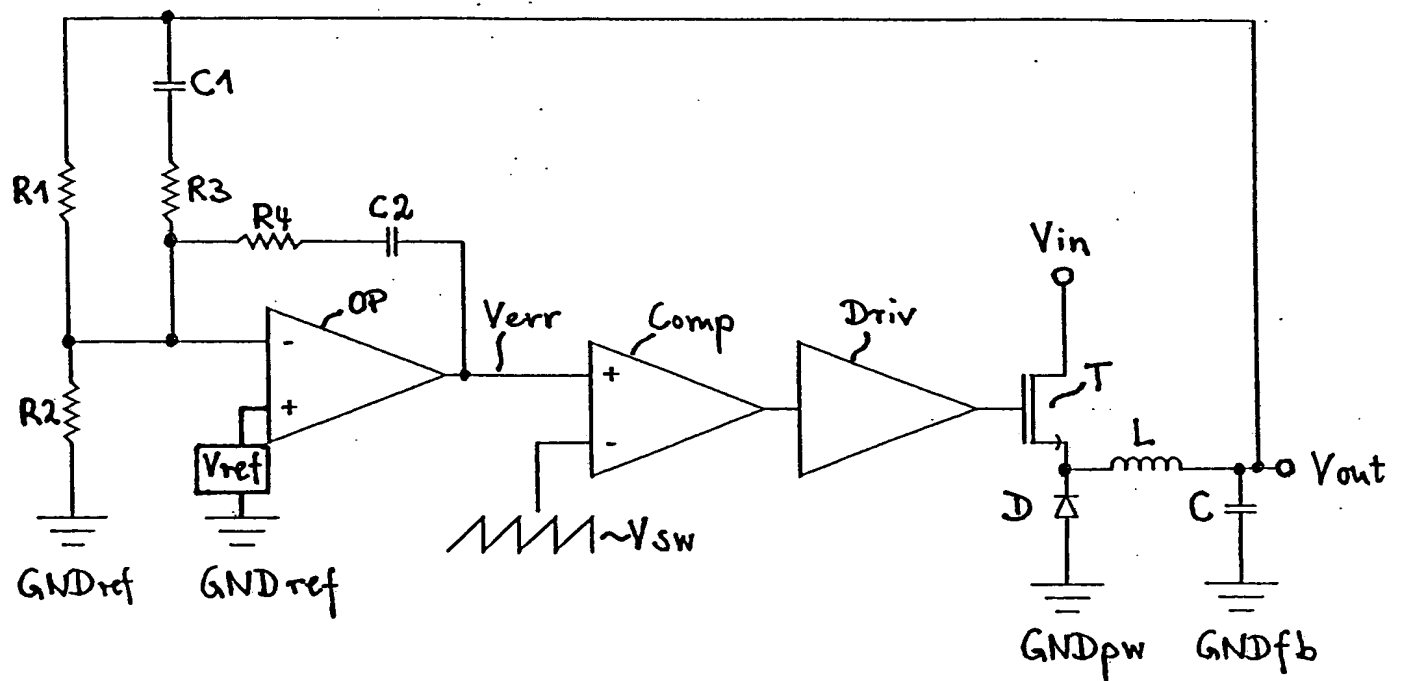 C1
R1
R3
R4
C2
Vin
OP
Verr
Comp
Driv
-
+
T
R2
+
-
L
Vref
Vout
D
C
~Vsw
GNDref
GNDref
GNDpw
GNDfb